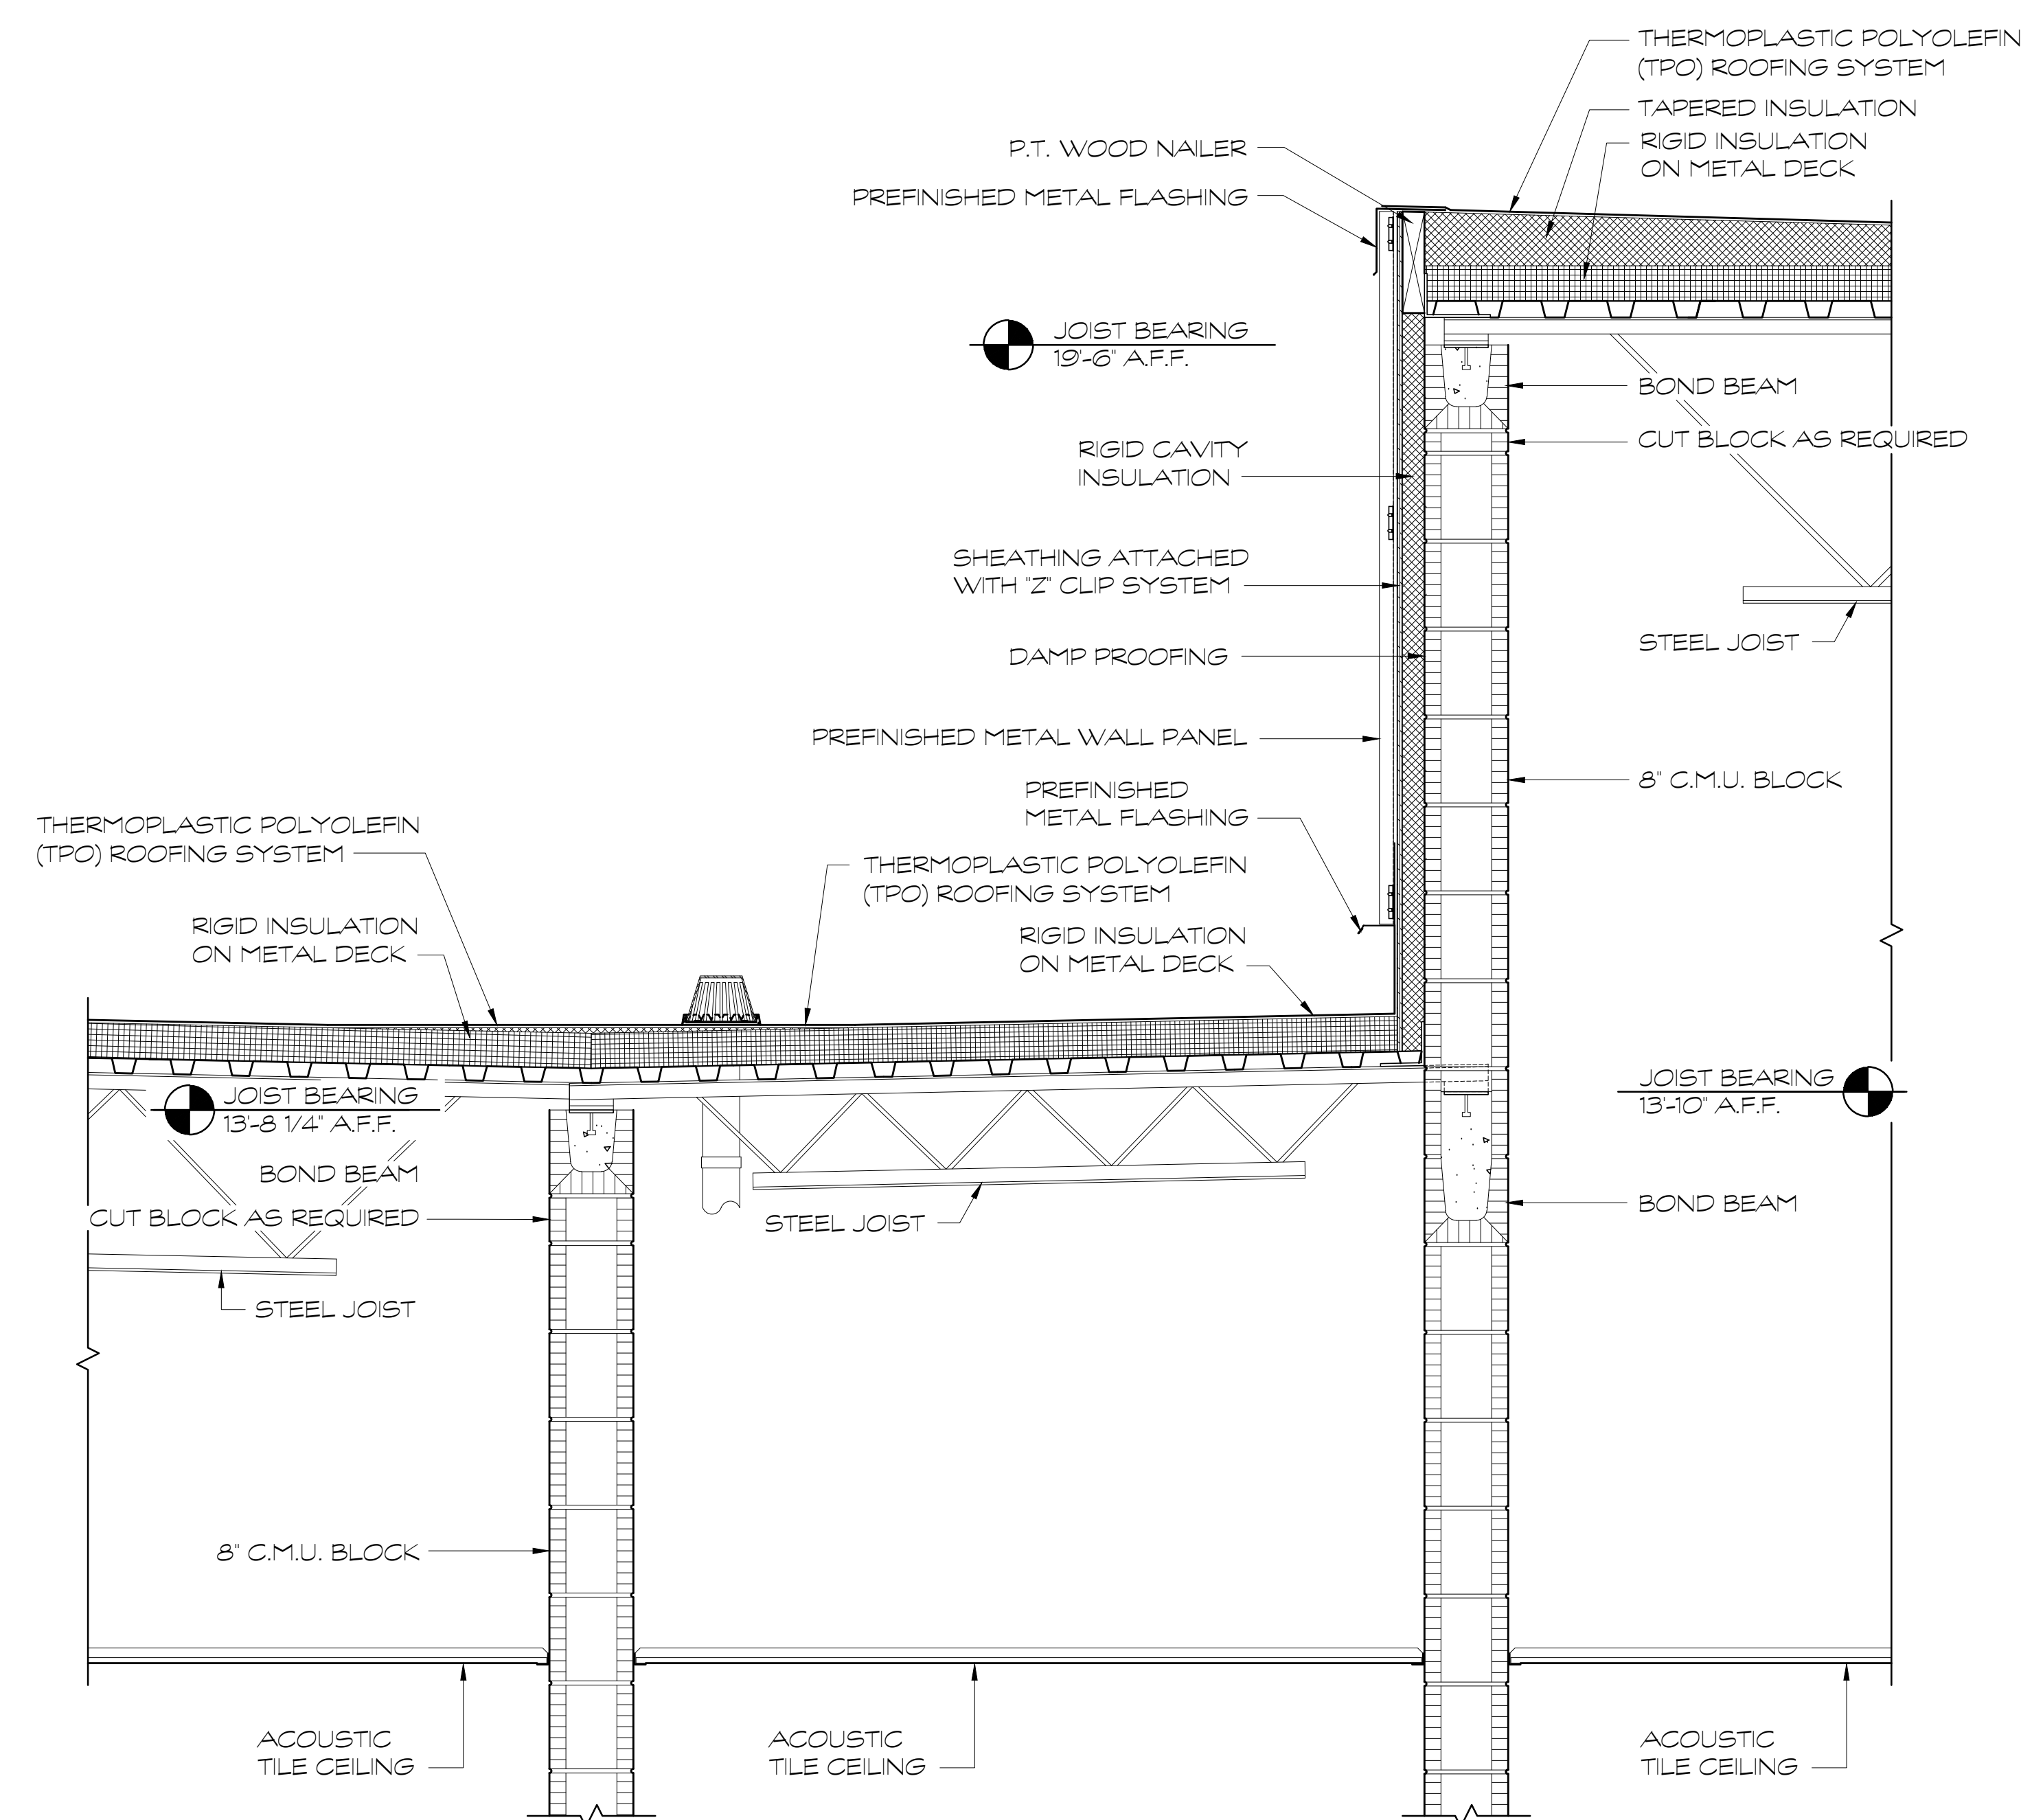 THERMOPLASTIC POLYOLEFIN
(TPO) ROOFING SYSTEM
TAPERED INSULATION
RIGID INSULATION
ON METAL DECK
P.T. WOOD NAILER
PREFINISHED METAL FLASHING
JOIST BEARING
19'-6" A.F.F.
BOND BEAM
CUT BLOCK AS REQUIRED
RIGID CAVITY
INSULATION
SHEATHING ATTACHED
WITH "Z" CLIP SYSTEM
STEEL JOIST
DAMP PROOFING
PREFINISHED METAL WALL PANEL
8" C.M.U. BLOCK
PREFINISHED
METAL FLASHING
THERMOPLASTIC POLYOLEFIN
(TPO) ROOFING SYSTEM
THERMOPLASTIC POLYOLEFIN
(TPO) ROOFING SYSTEM
RIGID INSULATION
ON METAL DECK
RIGID INSULATION
ON METAL DECK
JOIST BEARING
13'-8 1/4" A.F.F.
JOIST BEARING
13'-10" A.F.F.
BOND BEAM
CUT BLOCK AS REQUIRED
STEEL JOIST
BOND BEAM
STEEL JOIST
8" C.M.U. BLOCK
ACOUSTIC
TILE CEILING
ACOUSTIC
TILE CEILING
ACOUSTIC
TILE CEILING